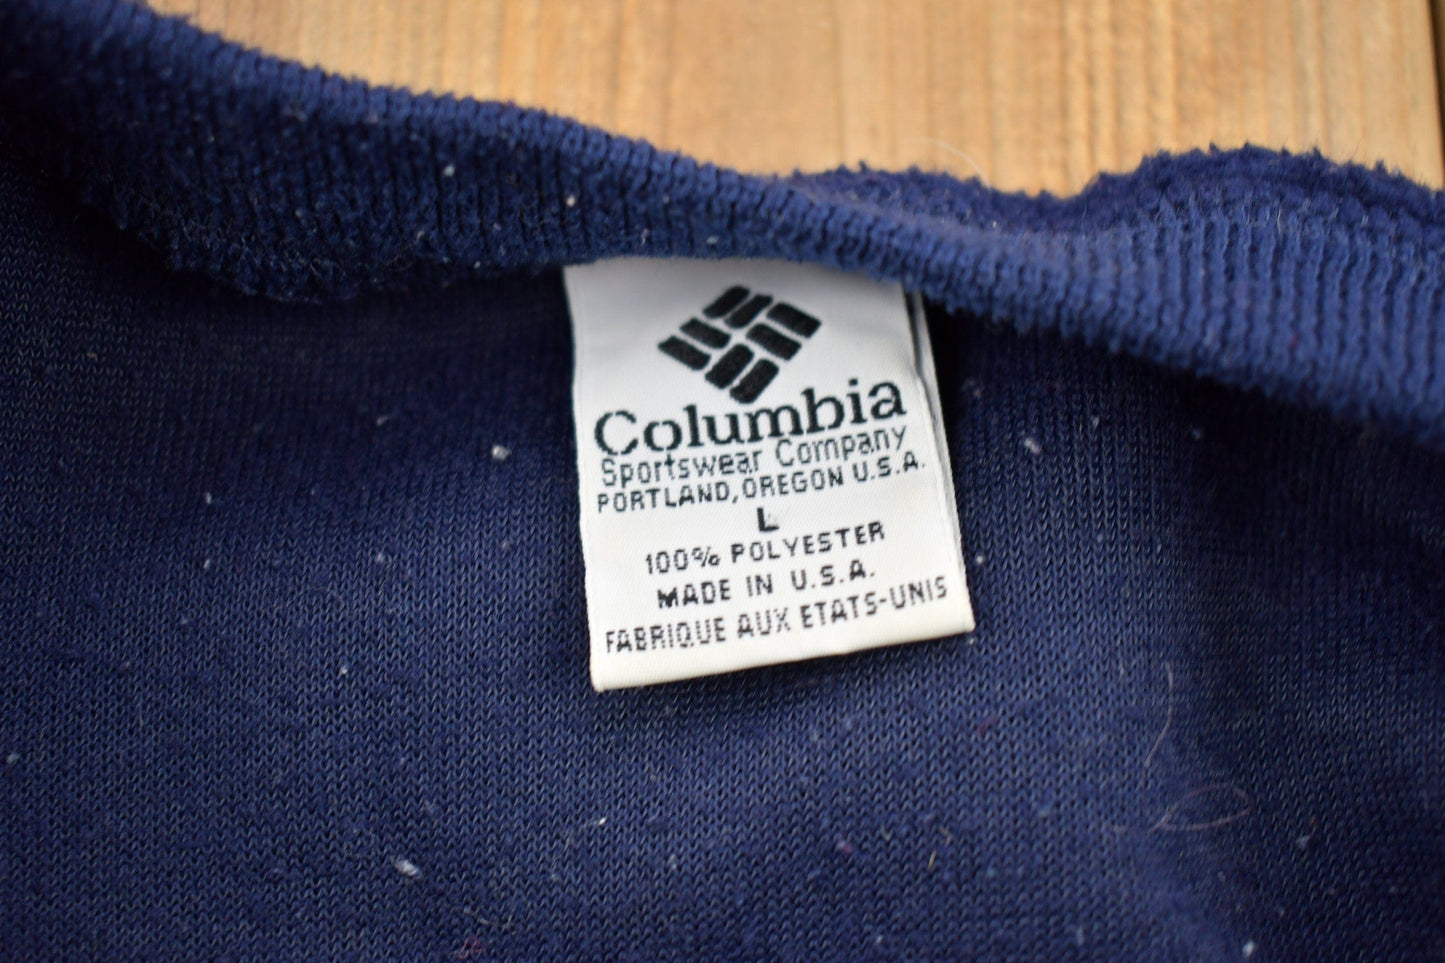 Columbia
Sportswear Company
PORTLAND, OREGON U.S.A.
L
100% POLYESTER
MADE IN U.S.A.
FABRIQUE AUX ETATS-UNIS